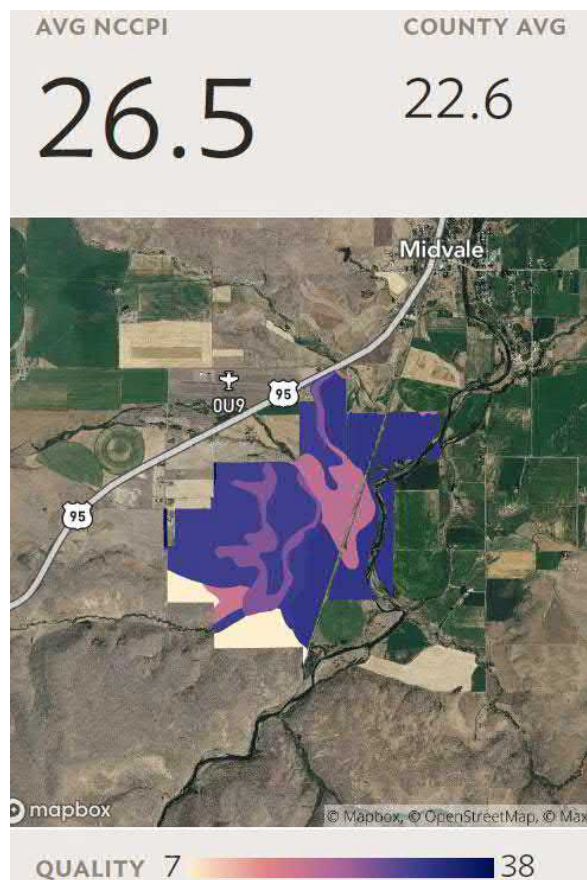 AVG NCCPI
COUNTY AVG
26.5
22.6
Midvale
0U9
95
95
mapbox
© Mapbox, © OpenStreetMap, © Max
QUALITY 7 38